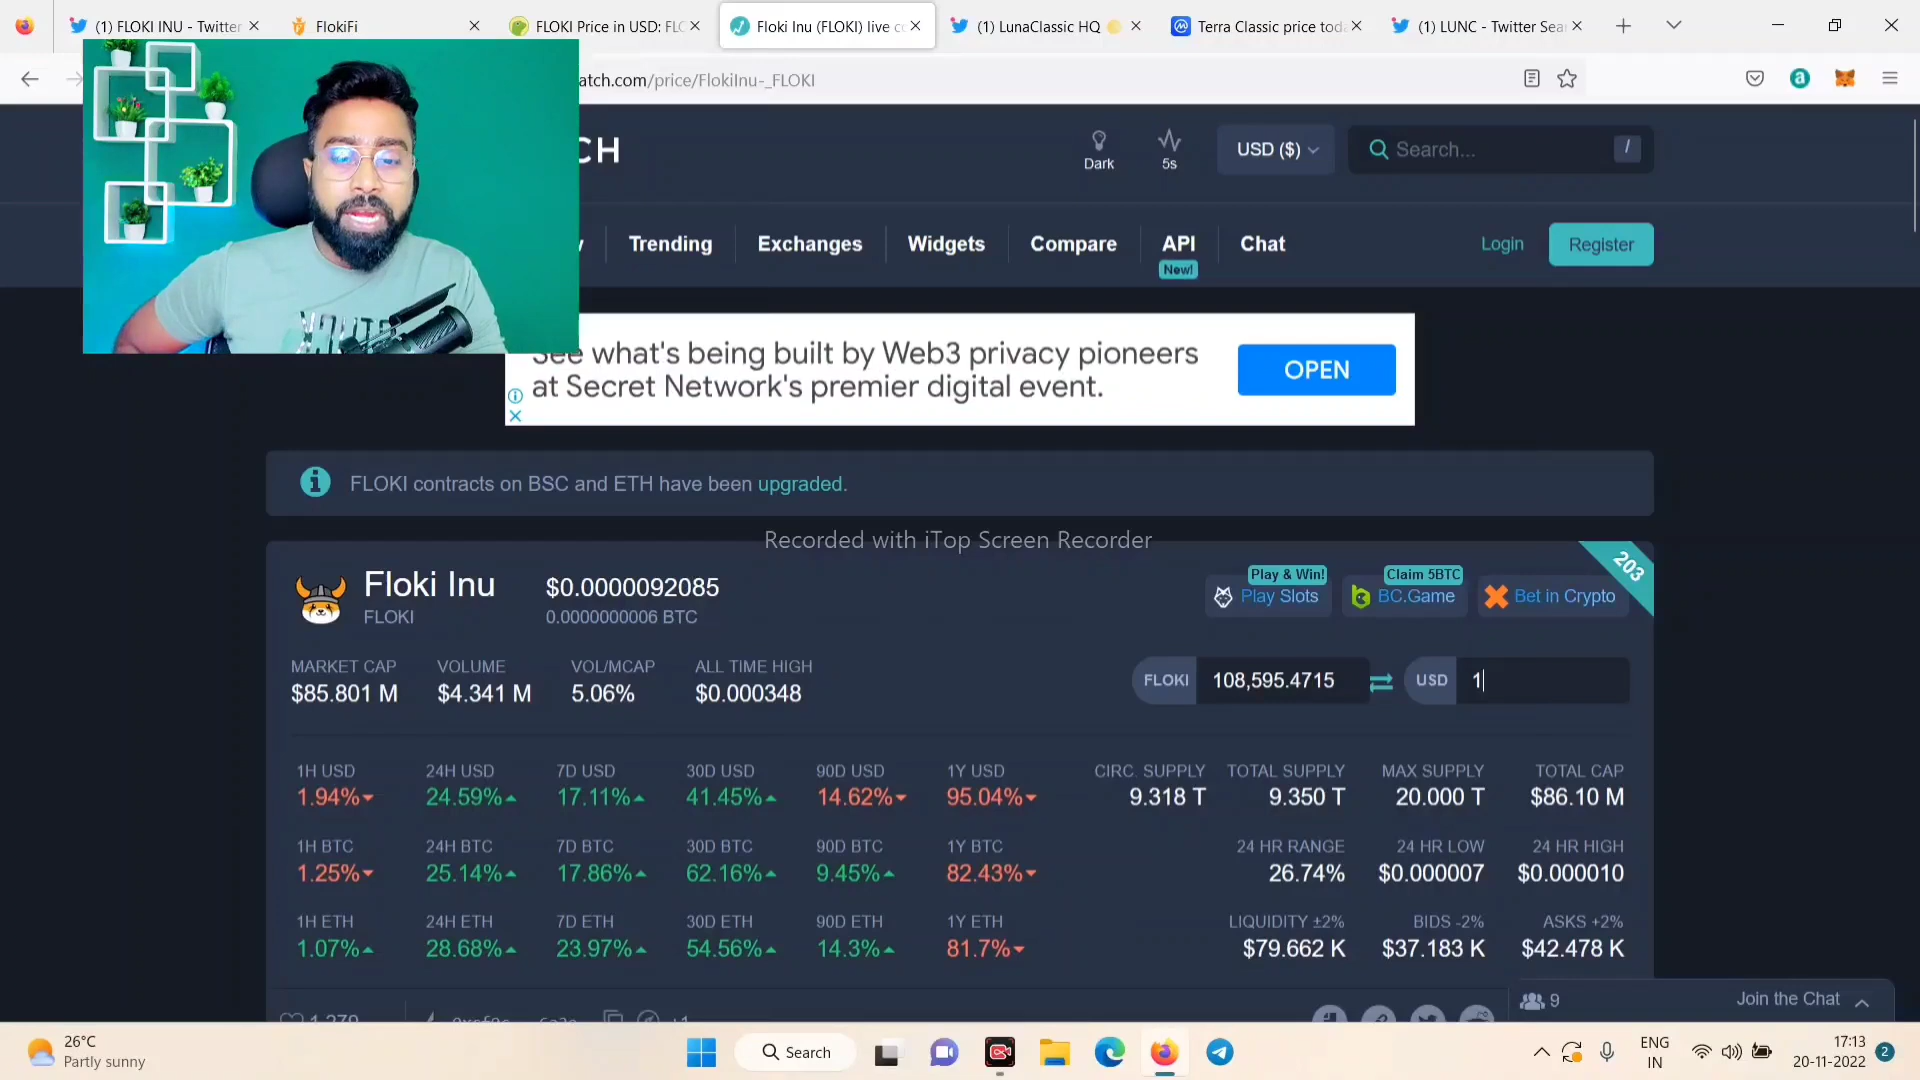 (1) FLOKI INU - Twitter
FlokiFi
FLOKI Price in USD: FLO
Floki Inu (FLOKI) live co
(1) LunaClassic HQ
Terra Classic price toda
(1) LUNC - Twitter Sear
atch.com/price/FlokiInu-_FLOKI
CH
Dark
5s
USD ($)
Search...
/
Trending
Exchanges
Widgets
Compare
API
New!
Chat
Login
Register
See what's being built by Web3 privacy pioneers
at Secret Network's premier digital event.
OPEN
FLOKI contracts on BSC and ETH have been upgraded.
Recorded with iTop Screen Recorder
203
Floki Inu
FLOKI
$0.0000092085
0.0000000006 BTC
Play & Win!
Play Slots
Claim 5BTC
BC.Game
Bet in Crypto
MARKET CAP
$85.801 M
VOLUME
$4.341 M
VOL/MCAP
5.06%
ALL TIME HIGH
$0.000348
FLOKI 108,595.4715
USD 1
1H USD 24H USD 7D USD 30D USD 90D USD 1Y USD CIRC. SUPPLY TOTAL SUPPLY MAX SUPPLY TOTAL CAP
1.94% 24.59% 17.11% 41.45% 14.62% 95.04% 9.318 T 9.350 T 20.000 T $86.10 M
1H BTC 24H BTC 7D BTC 30D BTC 90D BTC 1Y BTC 24 HR RANGE 24 HR LOW 24 HR HIGH
1.25% 25.14% 17.86% 62.16% 9.45% 82.43% 26.74% $0.000007 $0.000010
1H ETH 24H ETH 7D ETH 30D ETH 90D ETH 1Y ETH LIQUIDITY ±2% BIDS -2% ASKS +2%
1.07% 28.68% 23.97% 54.56% 14.3% 81.7% $79.662 K $37.183 K $42.478 K
9
Join the Chat
26°C
Partly sunny
Search
ENG
IN
17:13
20-11-2022
2